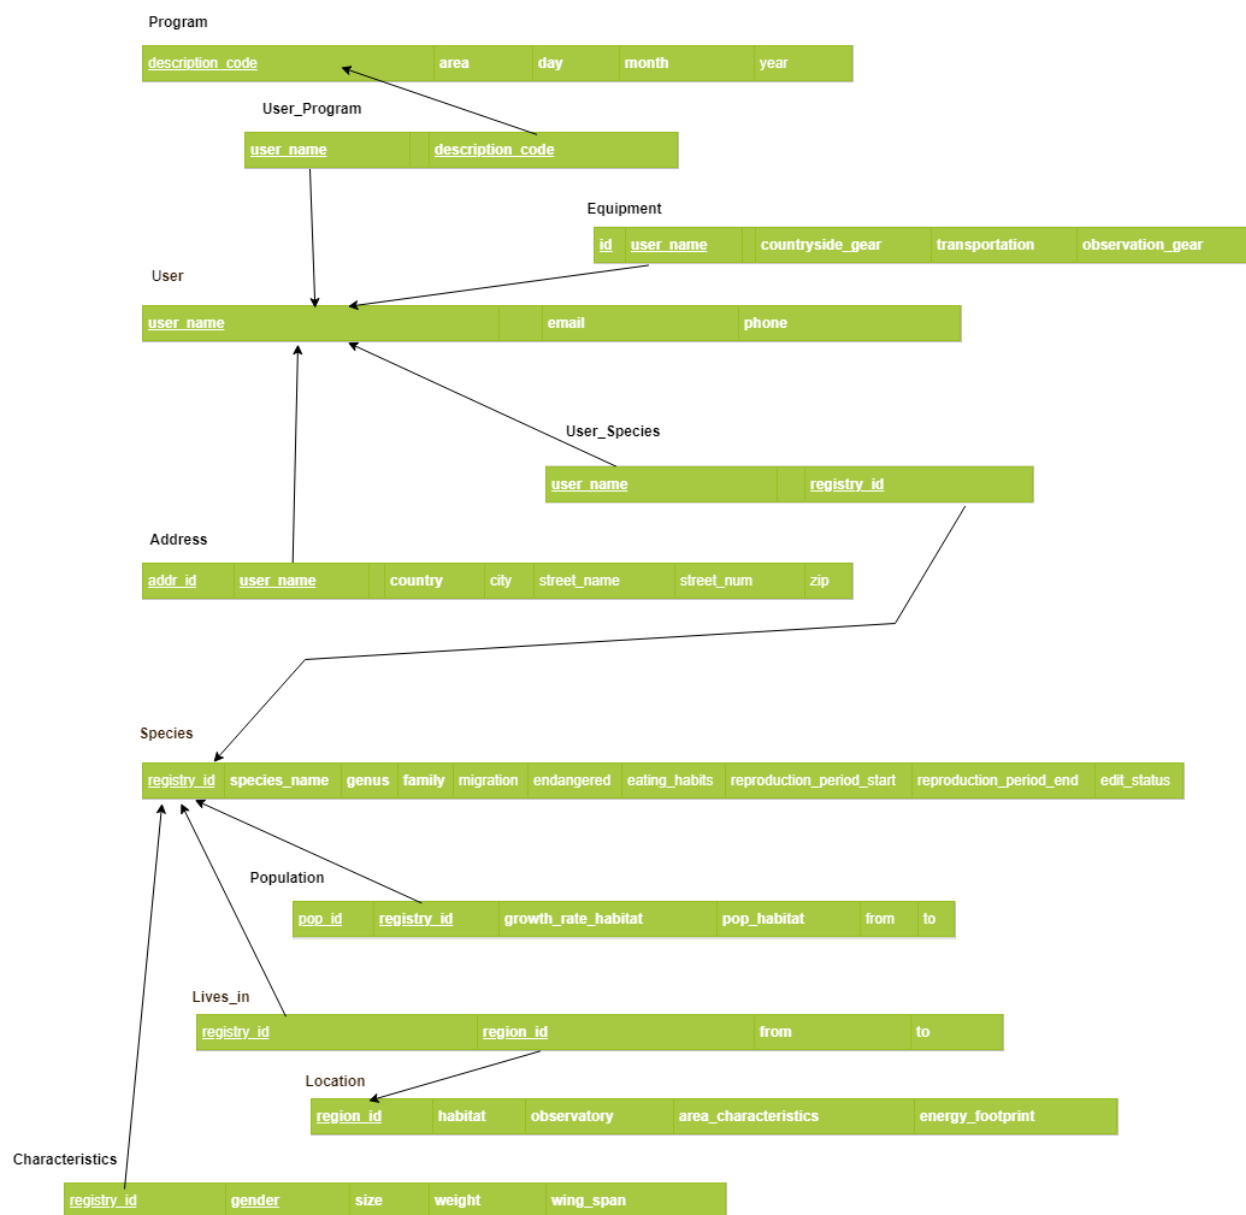 Program
description_code area day month year
User_Program
user_name description_code
Equipment
id user_name countryside_gear transportation observation_gear
User
user_name email phone
User_Species
user_name registry_id
Address
addr_id user_name country city street_name street_num zip
Species
registry_id species_name genus family migration endangered eating_habits reproduction_period_start reproduction_period_end edit_status
Population
pop_id registry_id growth_rate_habitat pop_habitat from to
Lives_in
registry_id region_id from to
Location
region_id habitat observatory area_characteristics energy_footprint
Characteristics
registry_id gender size weight wing_span